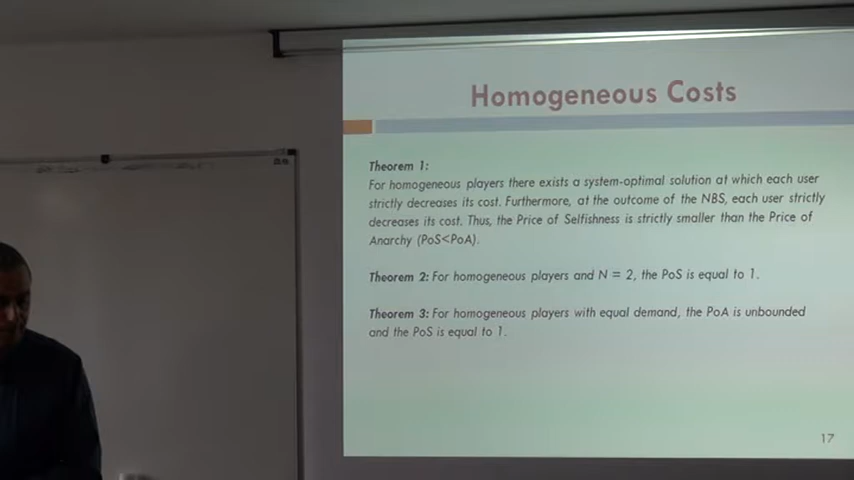 Homogeneous Costs
Theorem 1:
For homogeneous players there exists a system-optimal solution at which each user
strictly decreases its cost. Furthermore, at the outcome of the NBS, each user strictly
decreases its cost. Thus, the Price of Selfishness is strictly smaller than the Price of
Anarchy (PoS<PoA).
Theorem 2: For homogeneous players and N = 2, the PoS is equal to 1.
Theorem 3: For homogeneous players with equal demand, the PoA is unbounded
and the PoS is equal to 1.
17